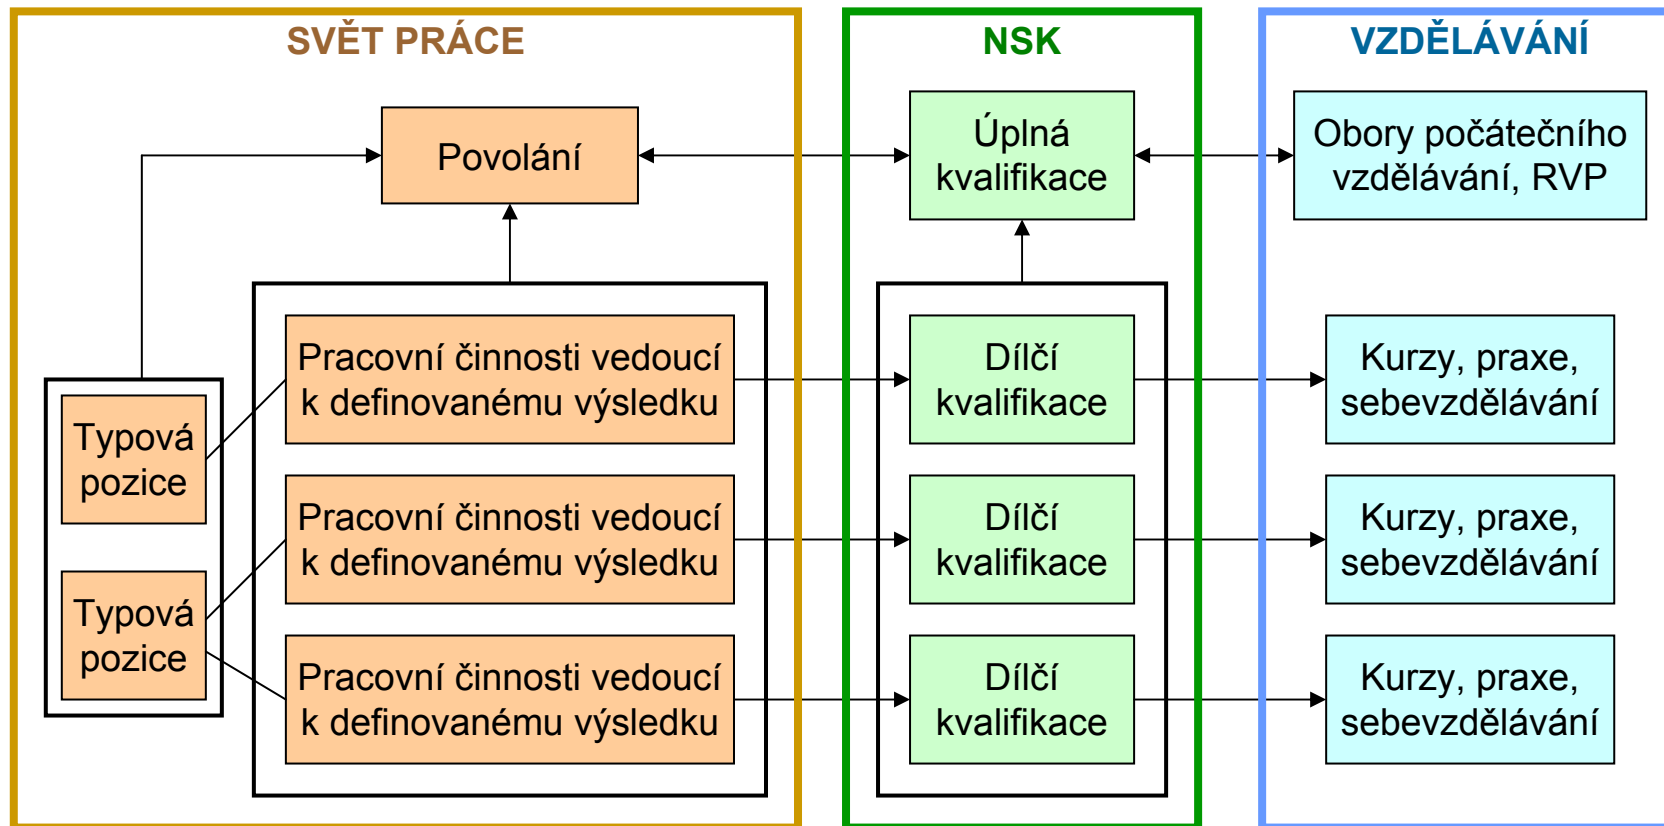 SVĚT PRÁCE
NSK
VZDĚLÁVÁNÍ
Povolání
Úplná
kvalifikace
Obory počátečního
vzdělávání, RVP
Typová
pozice
Typová
pozice
Pracovní činnosti vedoucí
k definovanému výsledku
Dílčí
kvalifikace
Kurzy, praxe,
sebevzdělávání
Pracovní činnosti vedoucí
k definovanému výsledku
Dílčí
kvalifikace
Kurzy, praxe,
sebevzdělávání
Pracovní činnosti vedoucí
k definovanému výsledku
Dílčí
kvalifikace
Kurzy, praxe,
sebevzdělávání